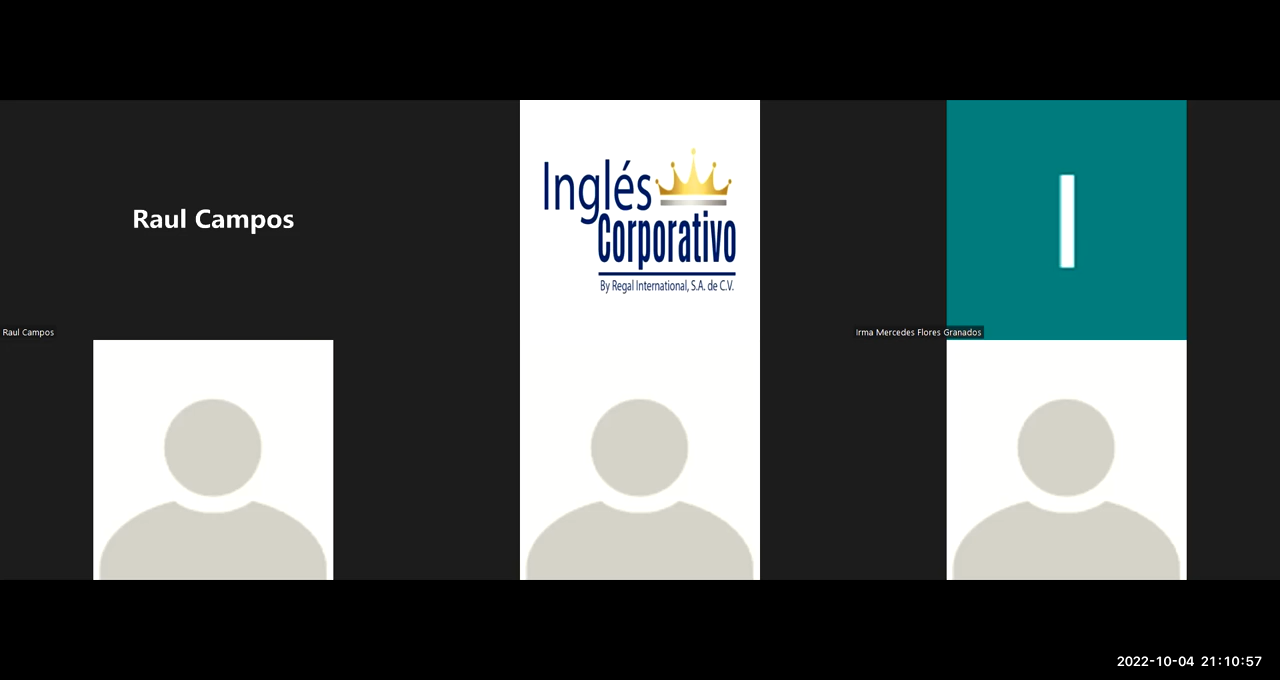 Raul Campos
Inglés
Corporativo
By Regal International, S.A. de C.V.
I
Raul Campos
Irma Mercedes Flores Granados
2022-10-04 21:10:57